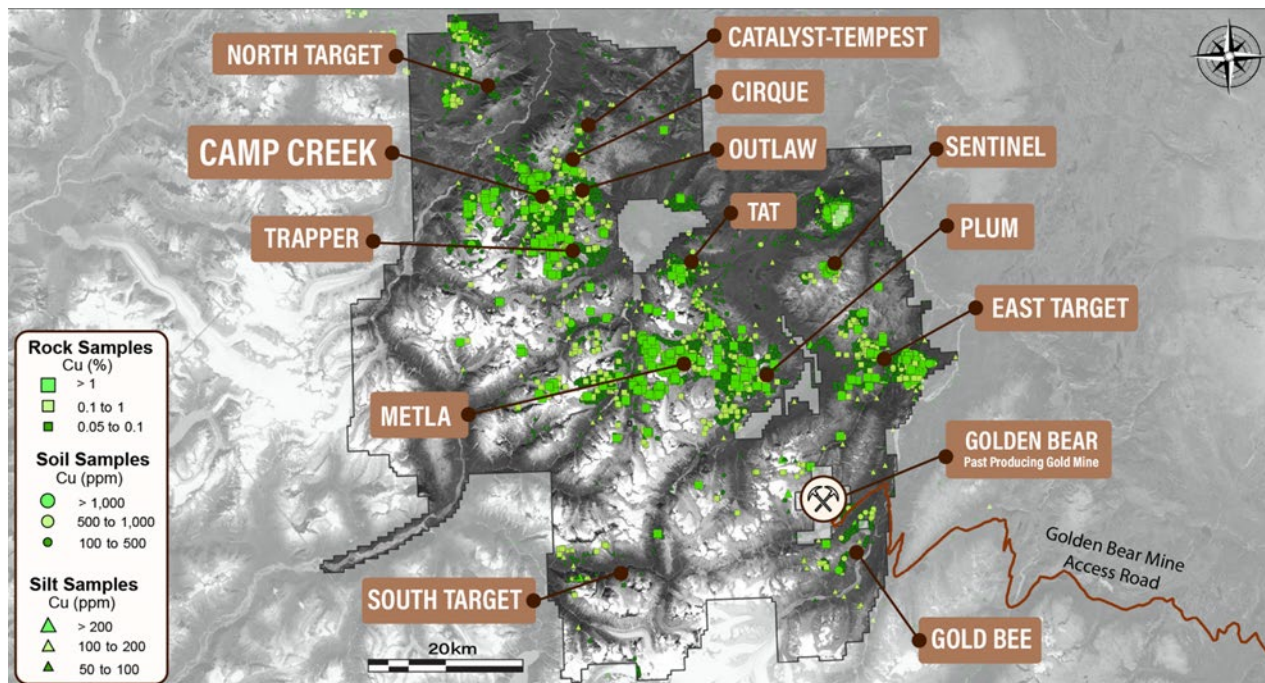 NORTH TARGET
CATALYST-TEMPEST
CIRQUE
CAMP CREEK
OUTLAW
SENTINEL
TRAPPER
TAT
PLUM
EAST TARGET
METLA
GOLDEN BEAR
Past Producing Gold Mine
Golden Bear Mine
Access Road
SOUTH TARGET
GOLD BEE
20km
Rock Samples
Cu (%)
> 1
0.1 to 1
0.05 to 0.1
Soil Samples
Cu (ppm)
> 1,000
500 to 1,000
100 to 500
Silt Samples
Cu (ppm)
> 200
100 to 200
50 to 100